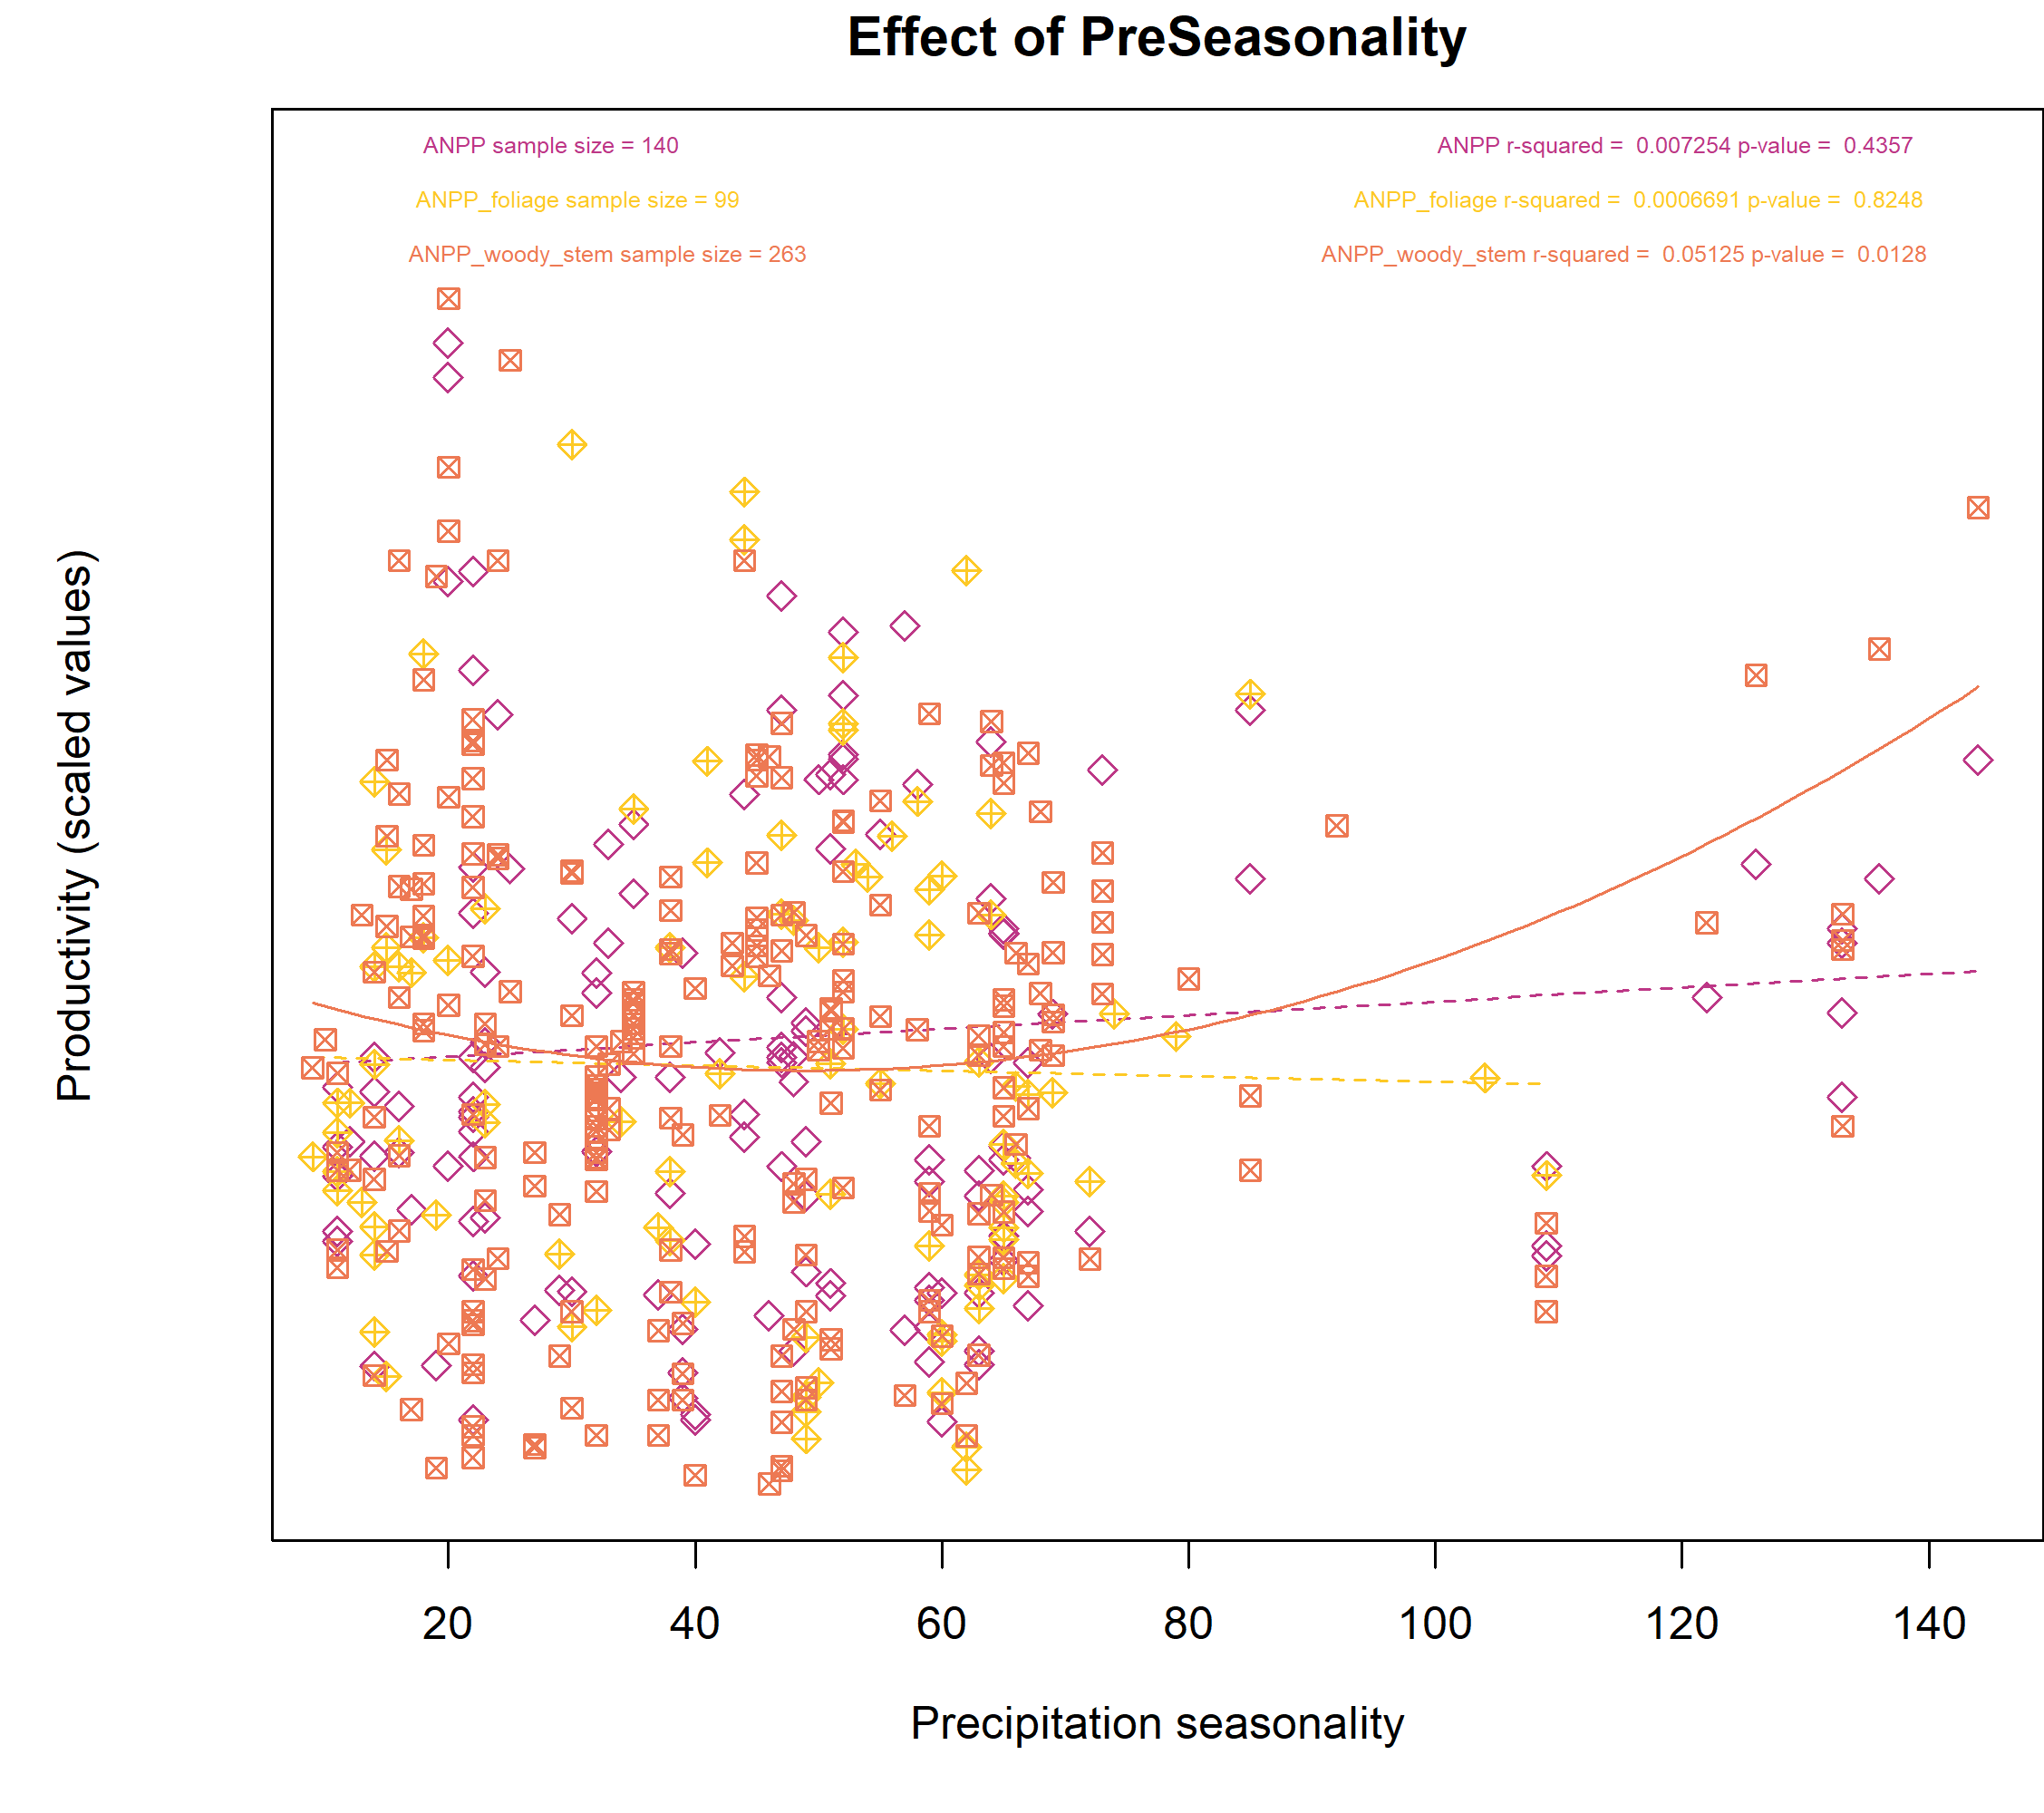 Effect of PreSeasonality
ANPP sample size = 140
ANPP r-squared = 0.007254 p-value = 0.4357
ANPP_foliage sample size = 99
ANPP_foliage r-squared = 0.0006691 p-value = 0.8248
ANPP_woody_stem sample size = 263
ANPP_woody_stem r-squared = 0.05125 p-value = 0.0128
Productivity (scaled values)
20 40 60 80 100 120 140
Precipitation seasonality